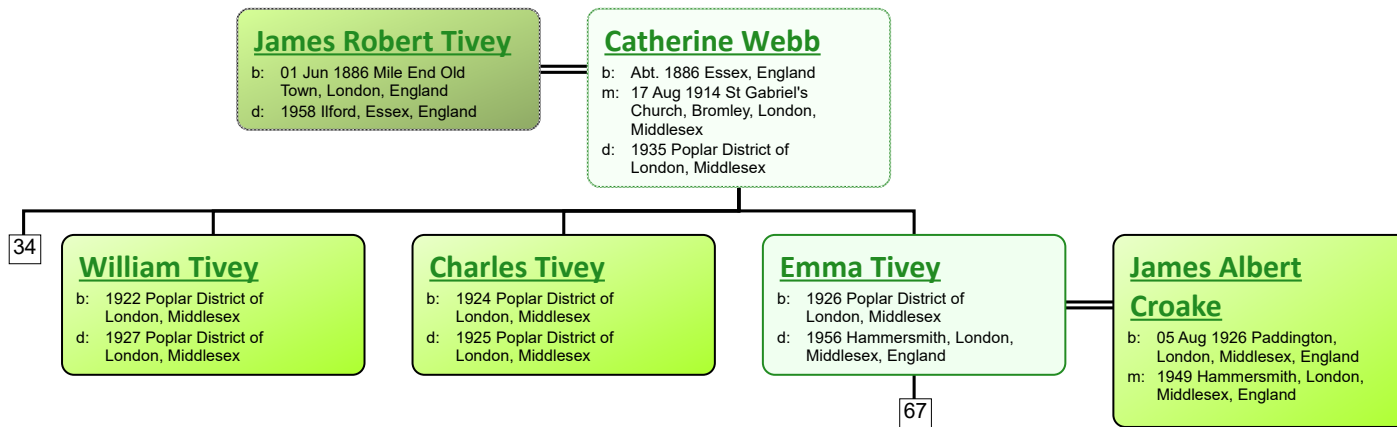 James Robert Tivey
b: 01 Jun 1886 Mile End Old
Town, London, England
d: 1958 Ilford, Essex, England
Catherine Webb
b: Abt. 1886 Essex, England
m: 17 Aug 1914 St Gabriel's
Church, Bromley, London,
Middlesex
d: 1935 Poplar District of
London, Middlesex
34
William Tivey
b: 1922 Poplar District of
London, Middlesex
d: 1927 Poplar District of
London, Middlesex
Charles Tivey
b: 1924 Poplar District of
London, Middlesex
d: 1925 Poplar District of
London, Middlesex
Emma Tivey
b: 1926 Poplar District of
London, Middlesex
d: 1956 Hammersmith, London,
Middlesex, England
James Albert
Croake
b: 05 Aug 1926 Paddington,
London, Middlesex, England
m: 1949 Hammersmith, London,
Middlesex, England
67